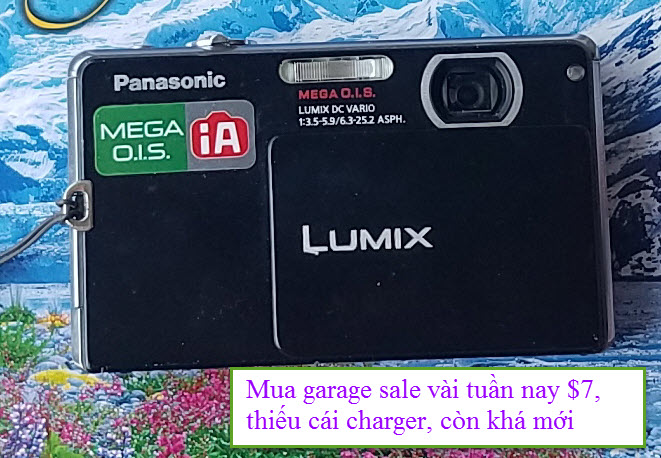 Panasonic
MEGA O.I.S.
LUMIX DC VARIO
1:3.5-5.9/6.3-25.2 ASPH.
MEGA
O.I.S.
iA
LUMIX
Mua garage sale vài tuần nay $7,
thiếu cái charger, còn khá mới